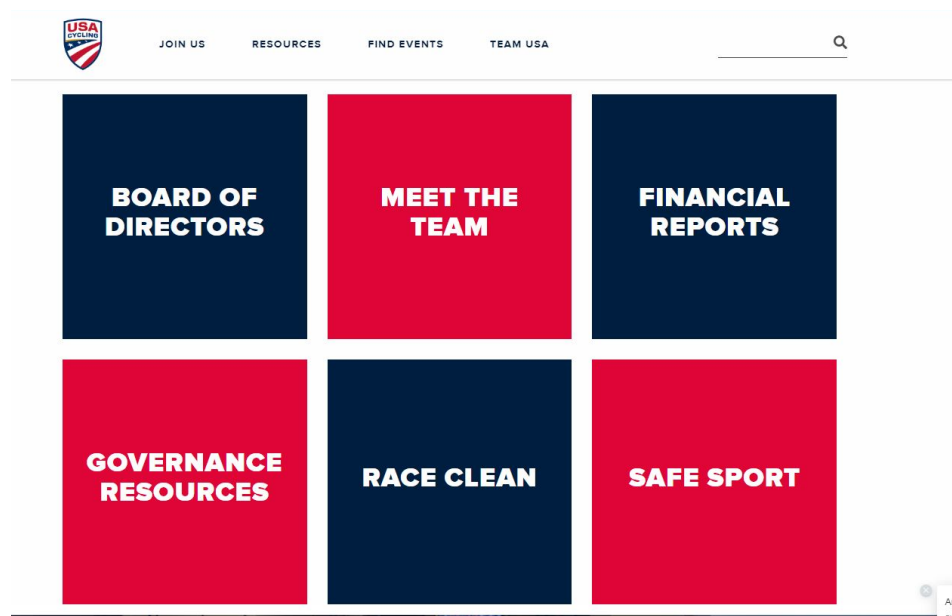 USA
CYCLING
JOIN US RESOURCES FIND EVENTS TEAM USA
BOARD OF
DIRECTORS
MEET THE
TEAM
FINANCIAL
REPORTS
GOVERNANCE
RESOURCES
RACE CLEAN
SAFE SPORT
A